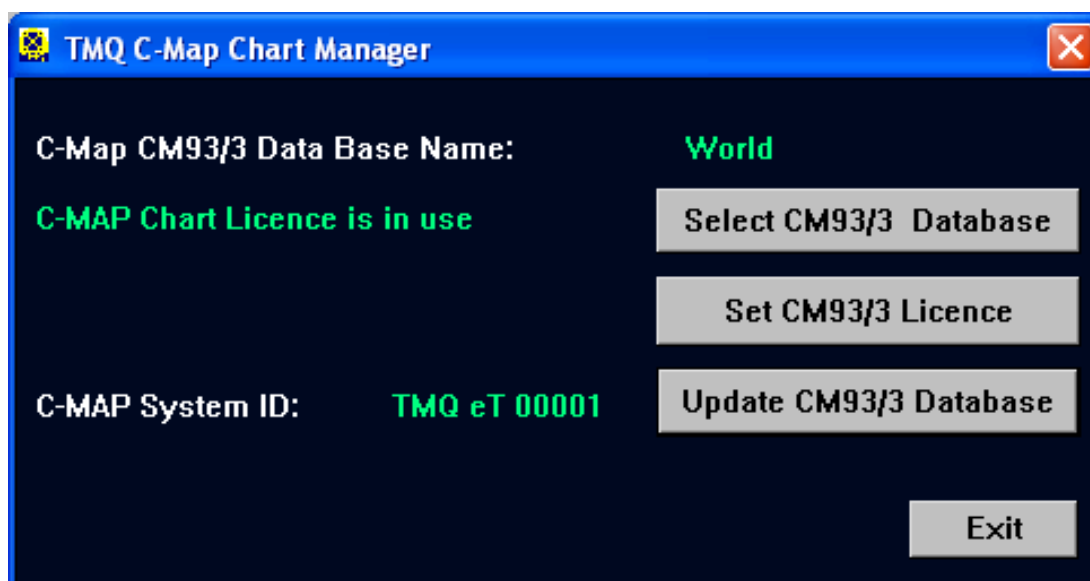 TMQ C-Map Chart Manager
C-Map CM93/3 Data Base Name: World
C-MAP Chart Licence is in use
Select CM93/3 Database
Set CM93/3 Licence
C-MAP System ID: TMQ eT 00001
Update CM93/3 Database
Exit